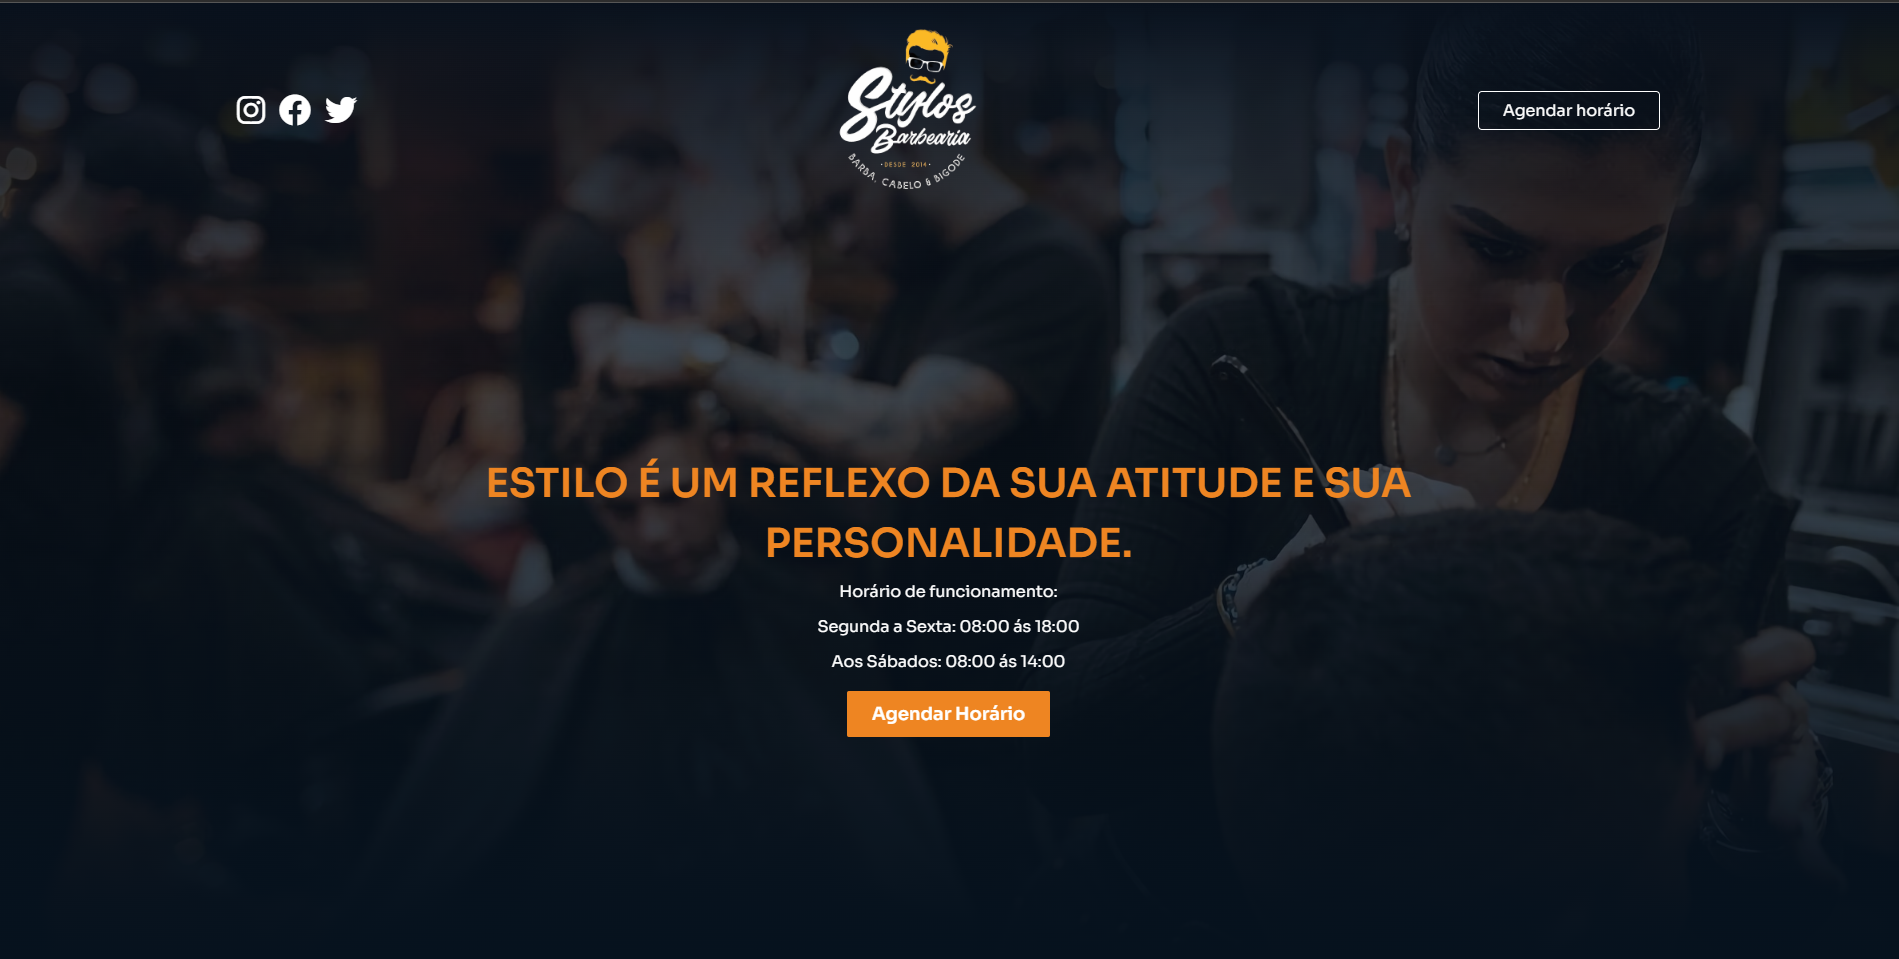 Stylos
Barbearia
• DESDE 2014 •
BARBA, CABELO & BIGODE
Agendar horário
ESTILO É UM REFLEXO DA SUA ATITUDE E SUA
PERSONALIDADE.
Horário de funcionamento:
Segunda a Sexta: 08:00 ás 18:00
Aos Sábados: 08:00 ás 14:00
Agendar Horário